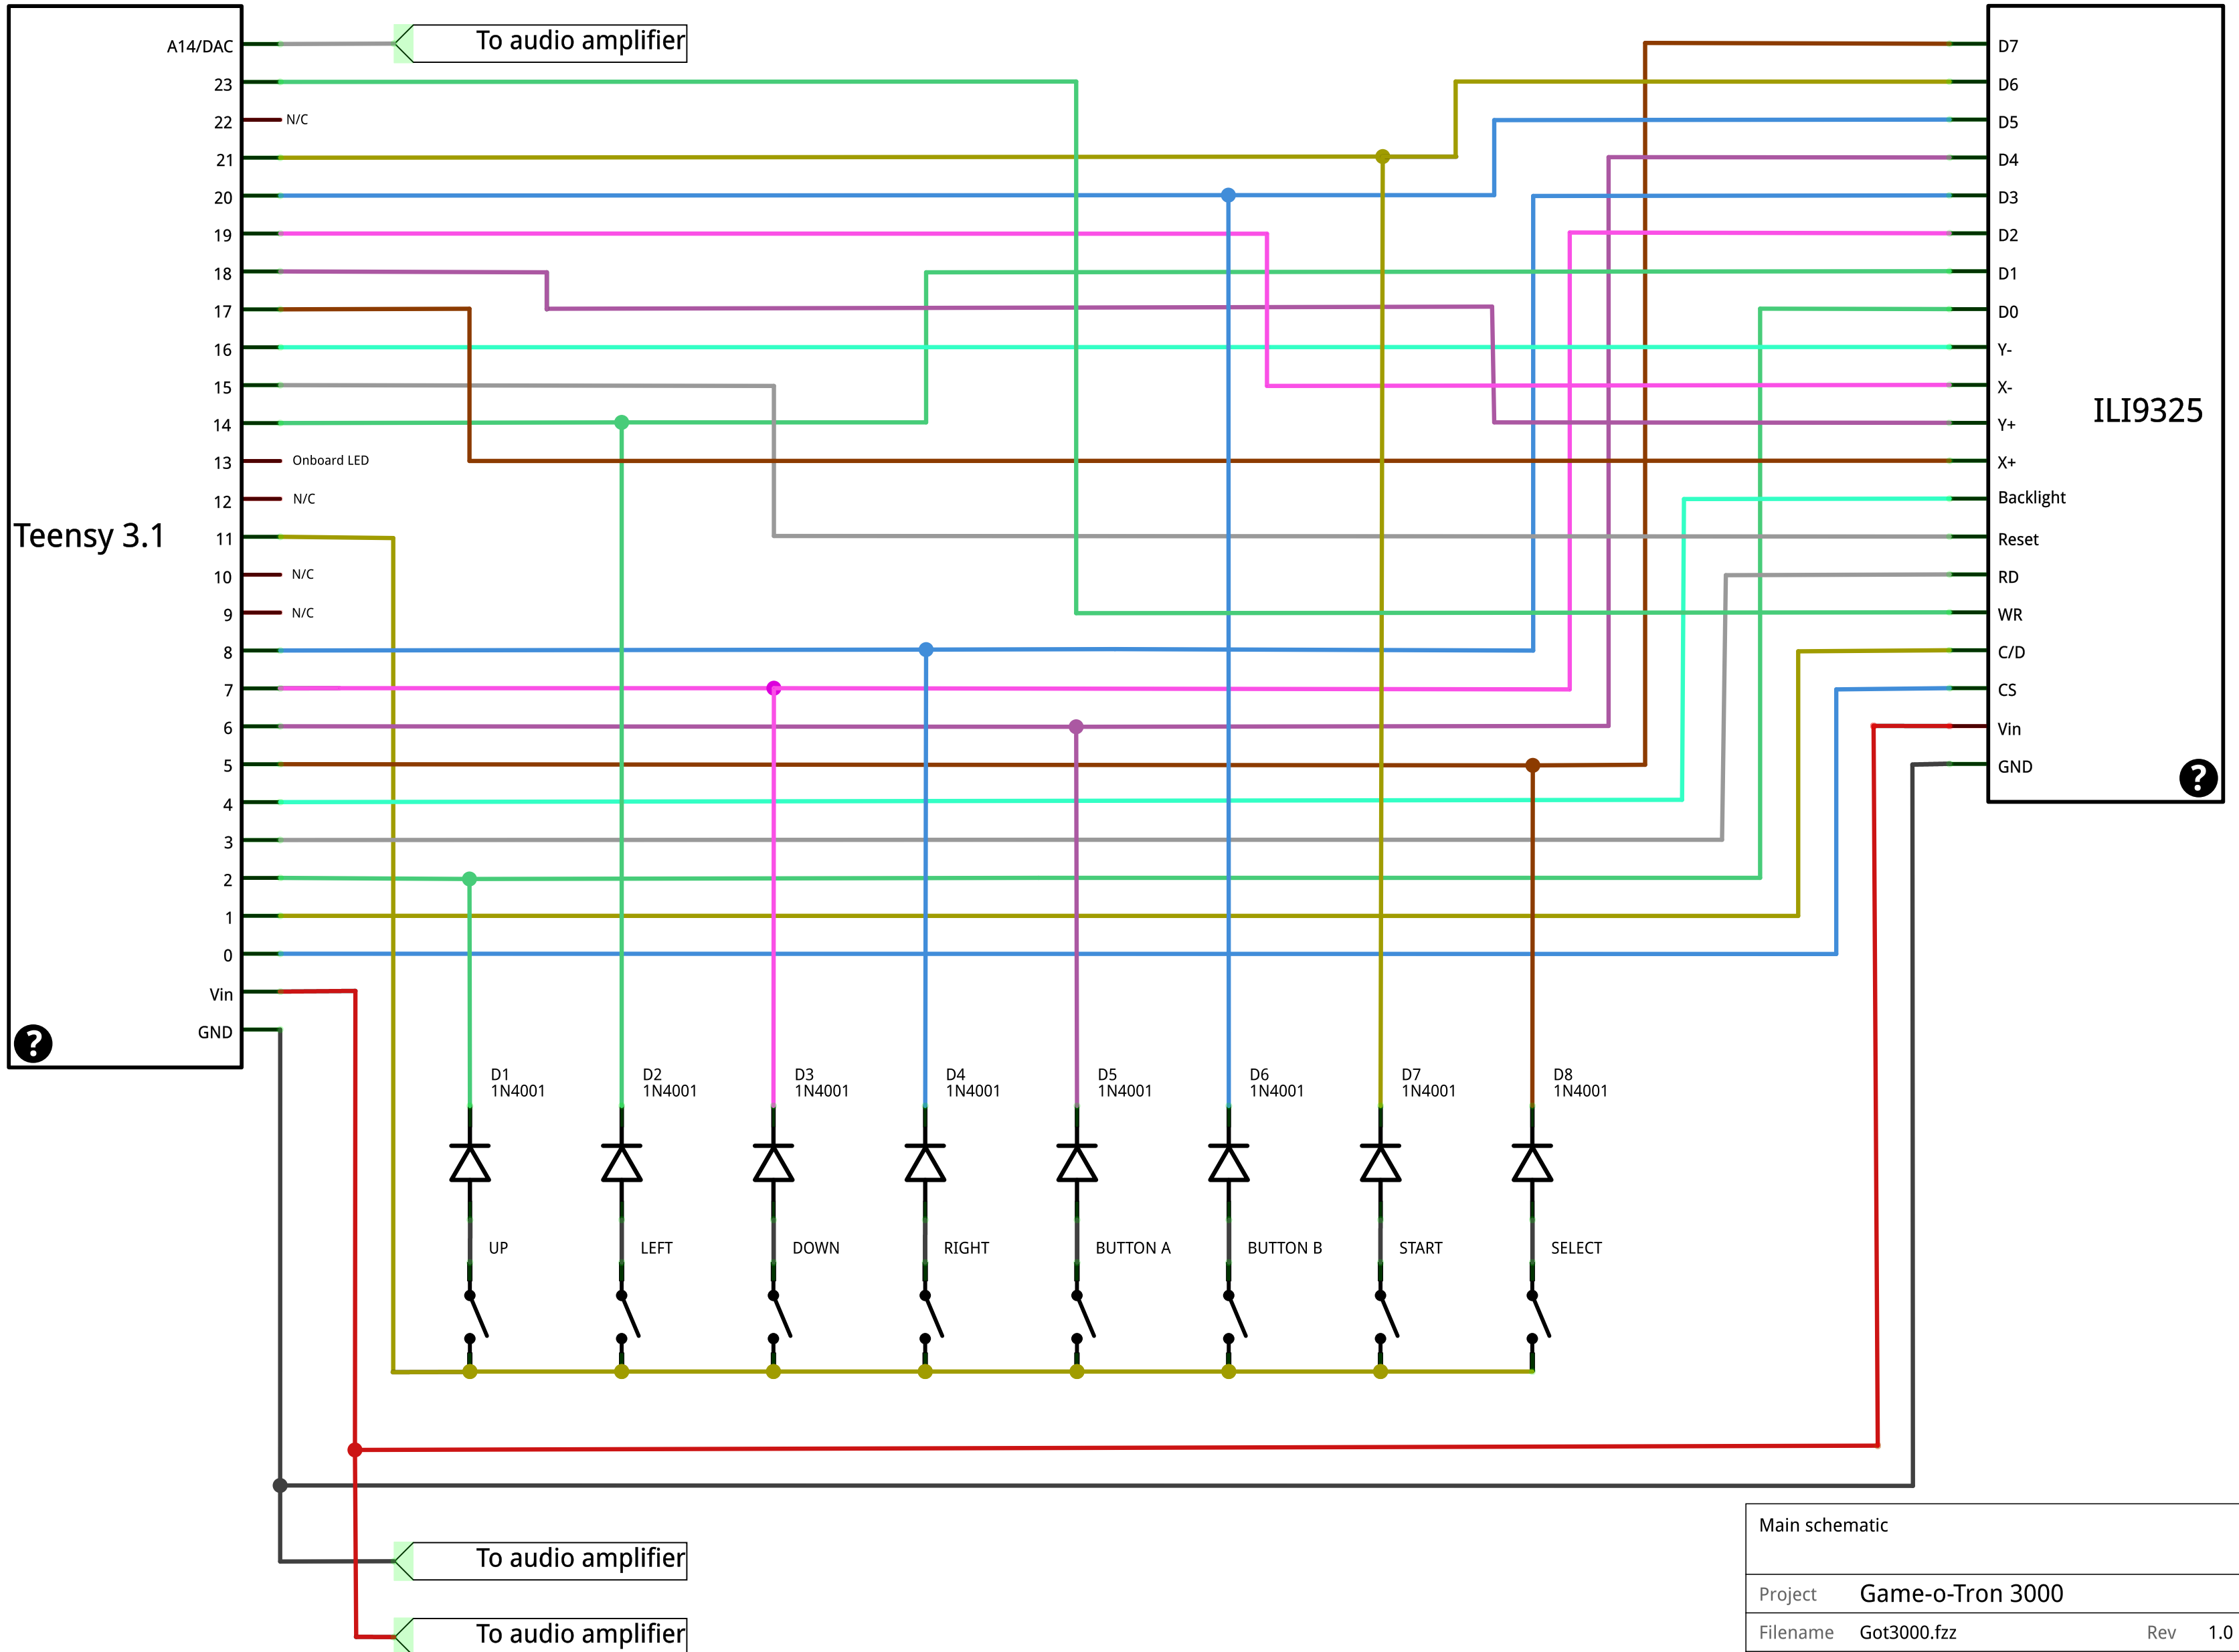 A14/DAC
23
22
21
20
19
18
17
16
15
14
13
12
11
10
9
8
7
6
5
4
3
2
1
0
Vin
GND
Teensy 3.1
?
To audio amplifier
N/C
Onboard LED
N/C
N/C
N/C
D7
D6
D5
D4
D3
D2
D1
D0
Y-
X-
Y+
X+
Backlight
Reset
RD
WR
C/D
CS
Vin
GND
ILI9325
?
D1
1N4001
D2
1N4001
D3
1N4001
D4
1N4001
D5
1N4001
D6
1N4001
D7
1N4001
D8
1N4001
UP
LEFT
DOWN
RIGHT
BUTTON A
BUTTON B
START
SELECT
To audio amplifier
To audio amplifier
Main schematic
Project Game-o-Tron 3000
Filename Got3000.fzz Rev 1.0